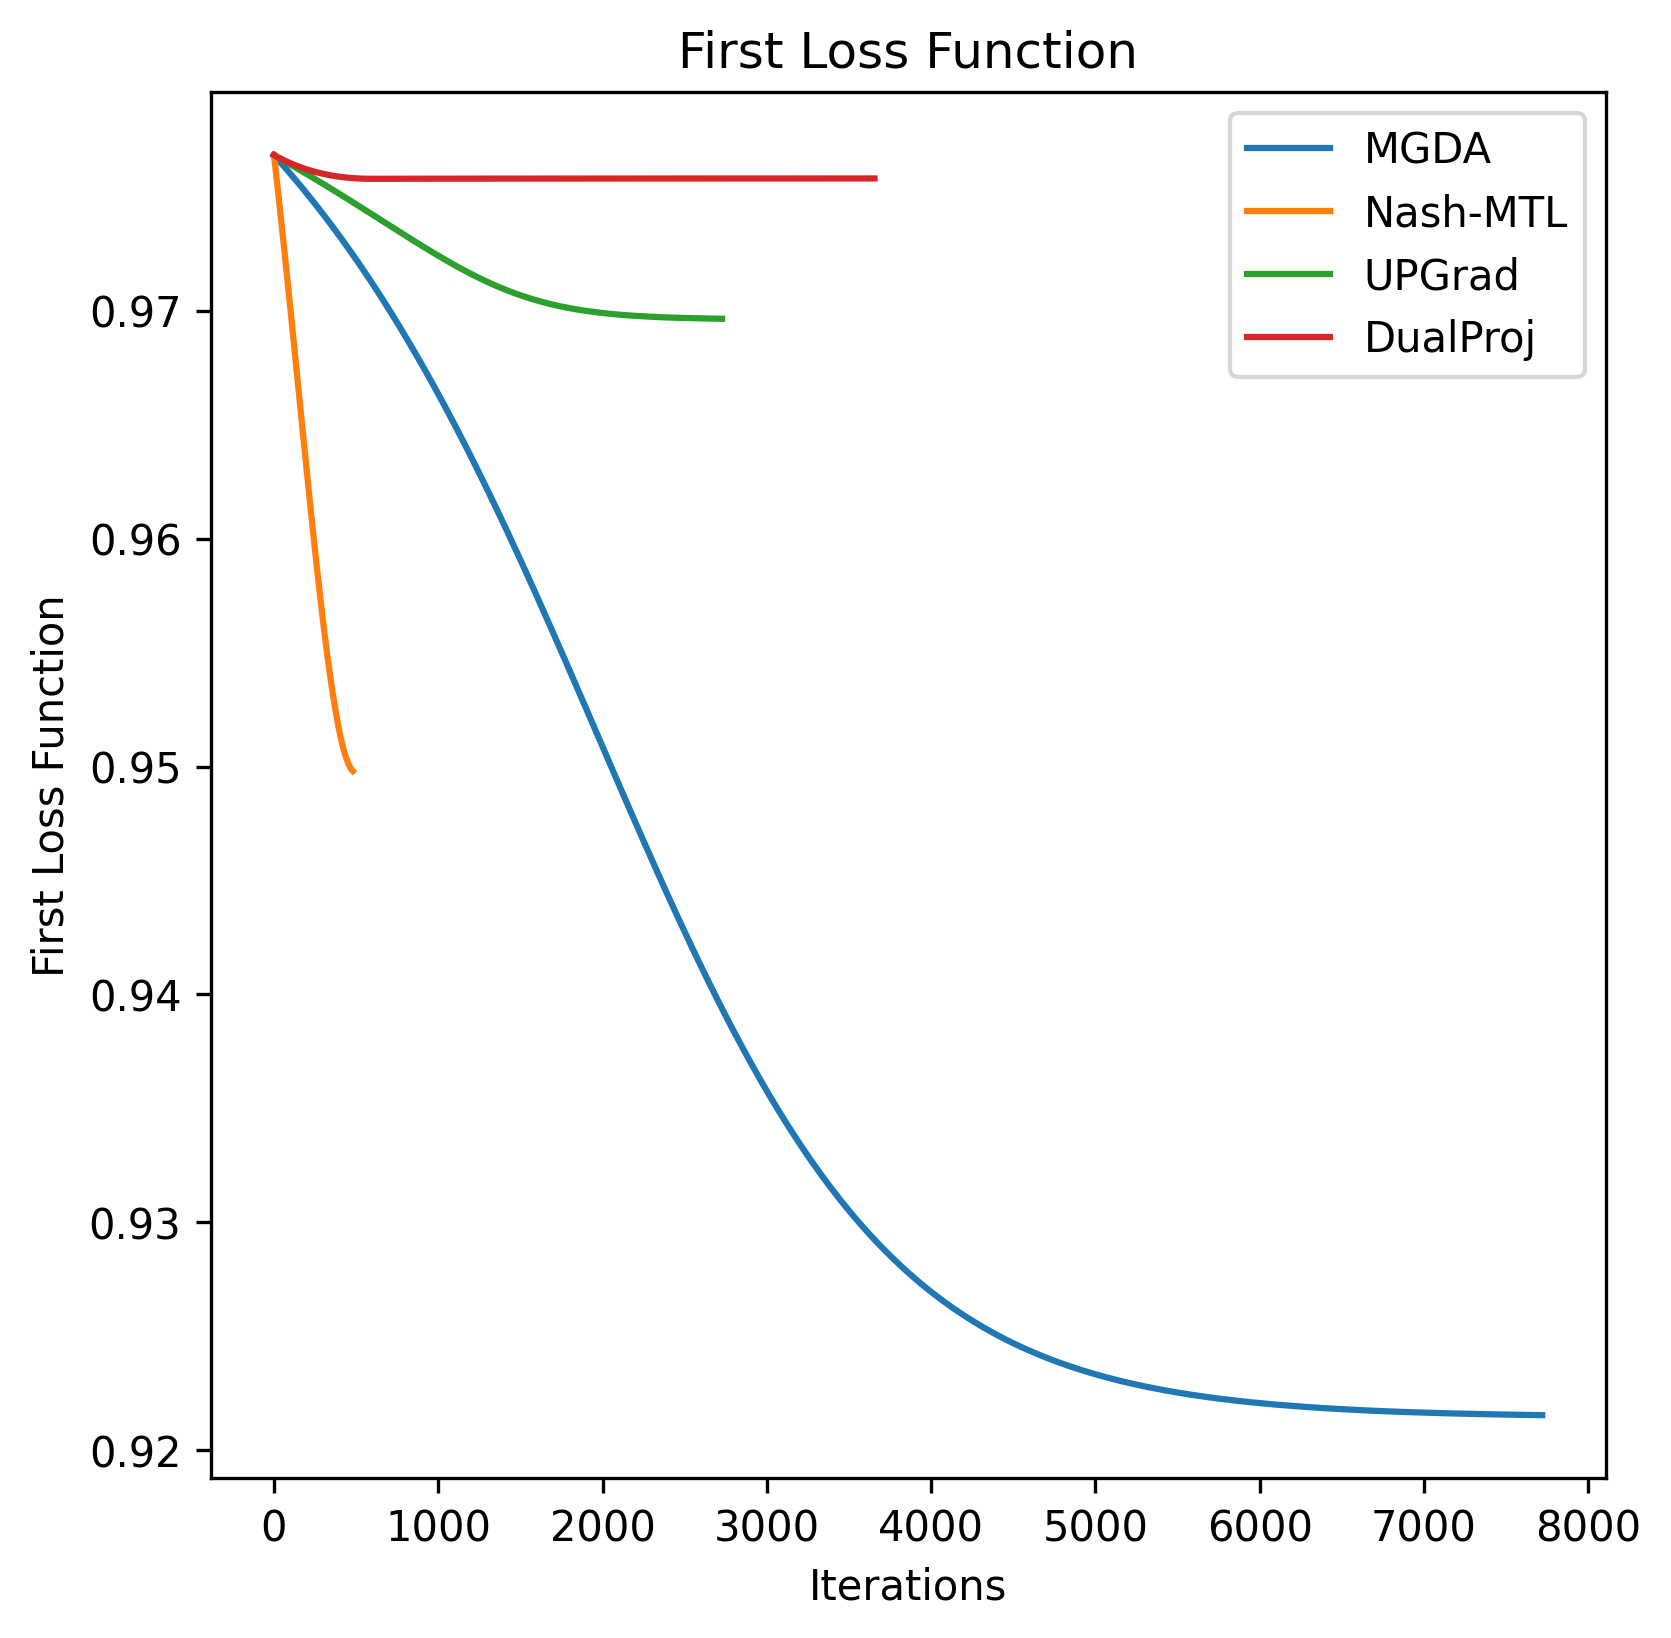 First Loss Function
MGDA
Nash-MTL
UPGrad
DualProj
First Loss Function
0.97
0.96
0.95
0.94
0.93
0.92
0 1000 2000 3000 4000 5000 6000 7000 8000
Iterations